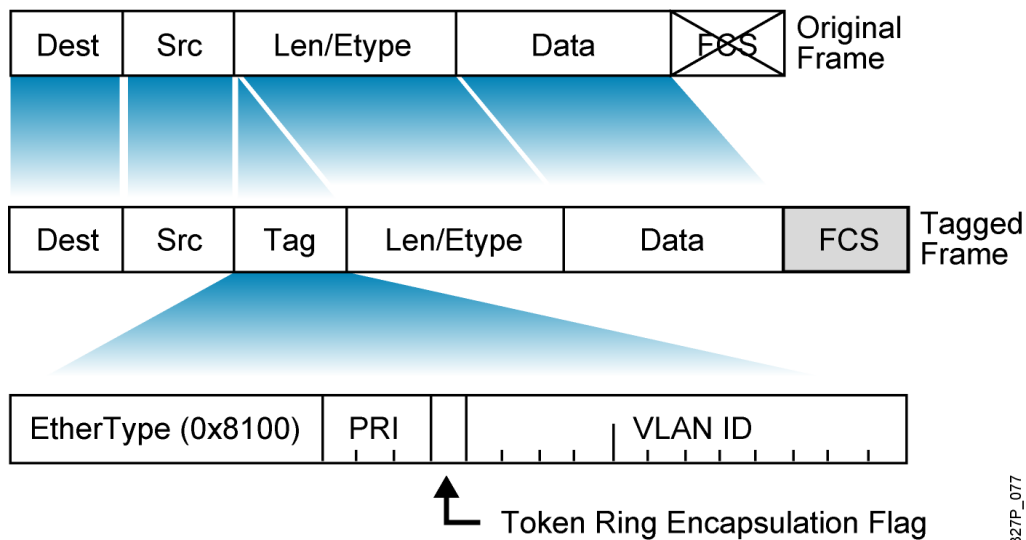 Dest Src Len/Etype Data FCS Original
Frame
Dest Src Tag Len/Etype Data FCS Tagged
Frame
EtherType (0x8100) PRI VLAN ID
Token Ring Encapsulation Flag
327P_077